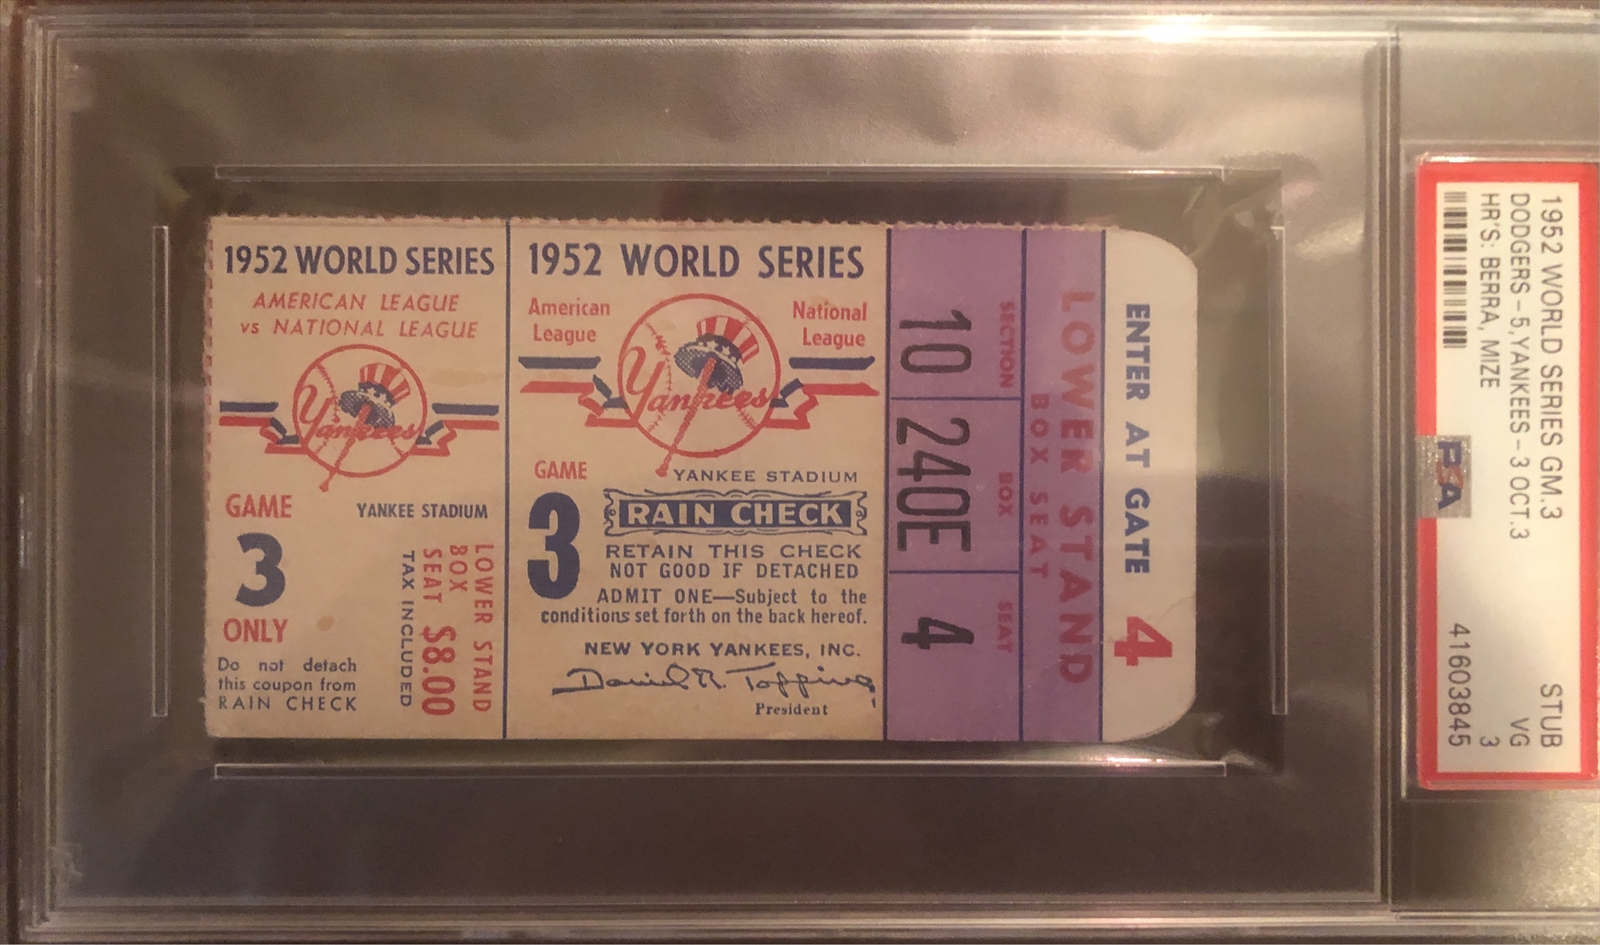 1952 WORLD SERIES
AMERICAN LEAGUE
vs NATIONAL LEAGUE
Yankees
GAME
3
ONLY
YANKEE STADIUM
Do not detach
this coupon from
RAIN CHECK
LOWER STAND
BOX
SEAT $8.00
TAX INCLUDED
1952 WORLD SERIES
American
League
National
League
Yankees
GAME
3
YANKEE STADIUM
RAIN CHECK
RETAIN THIS CHECK
NOT GOOD IF DETACHED
ADMIT ONE—Subject to the
conditions set forth on the back hereof.
NEW YORK YANKEES, INC.
Daniel R. Topping
President
SECTION
10
BOX
240E
SEAT
4
LOWER STAND
BOX SEAT
ENTER AT GATE 4
1952 WORLD SERIES GM.3 STUB
DODGERS-5,YANKEES-3 OCT.3 VG
HR'S: BERRA, MIZE 3
41603845
PSA